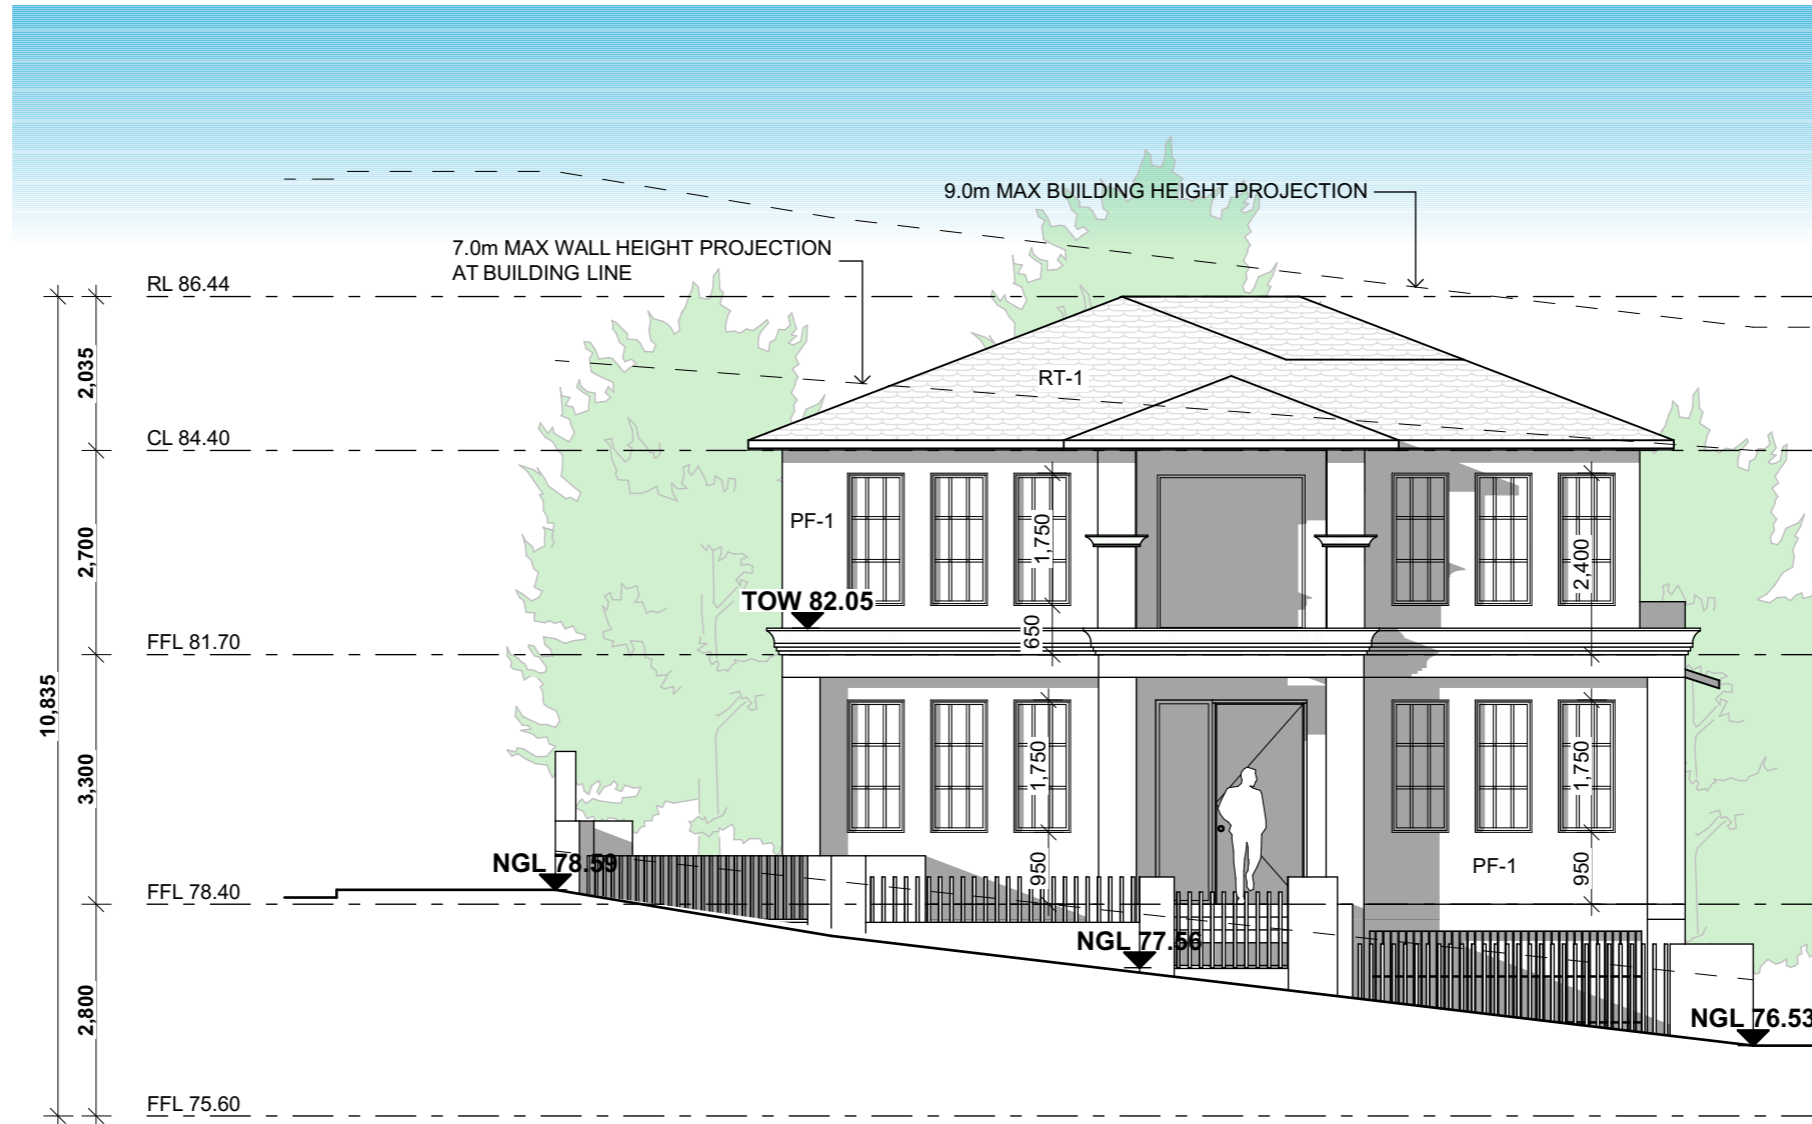 9.0m MAX BUILDING HEIGHT PROJECTION
7.0m MAX WALL HEIGHT PROJECTION
AT BUILDING LINE
RL 86.44
2,035
RT-1
CL 84.40
PF-1
1,750
2,400
2,700
TOW 82.05
650
FFL 81.70
10,835
3,300
1,750
1,750
NGL 78.59
950
PF-1
950
FFL 78.40
NGL 77.56
2,800
NGL 76.53
FFL 75.60